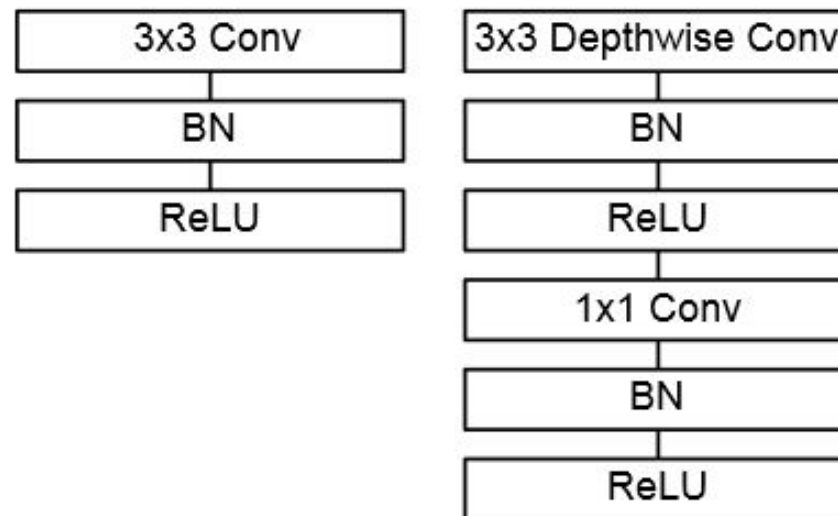 3x3 Conv
BN
ReLU
3x3 Depthwise Conv
BN
ReLU
1x1 Conv
BN
ReLU